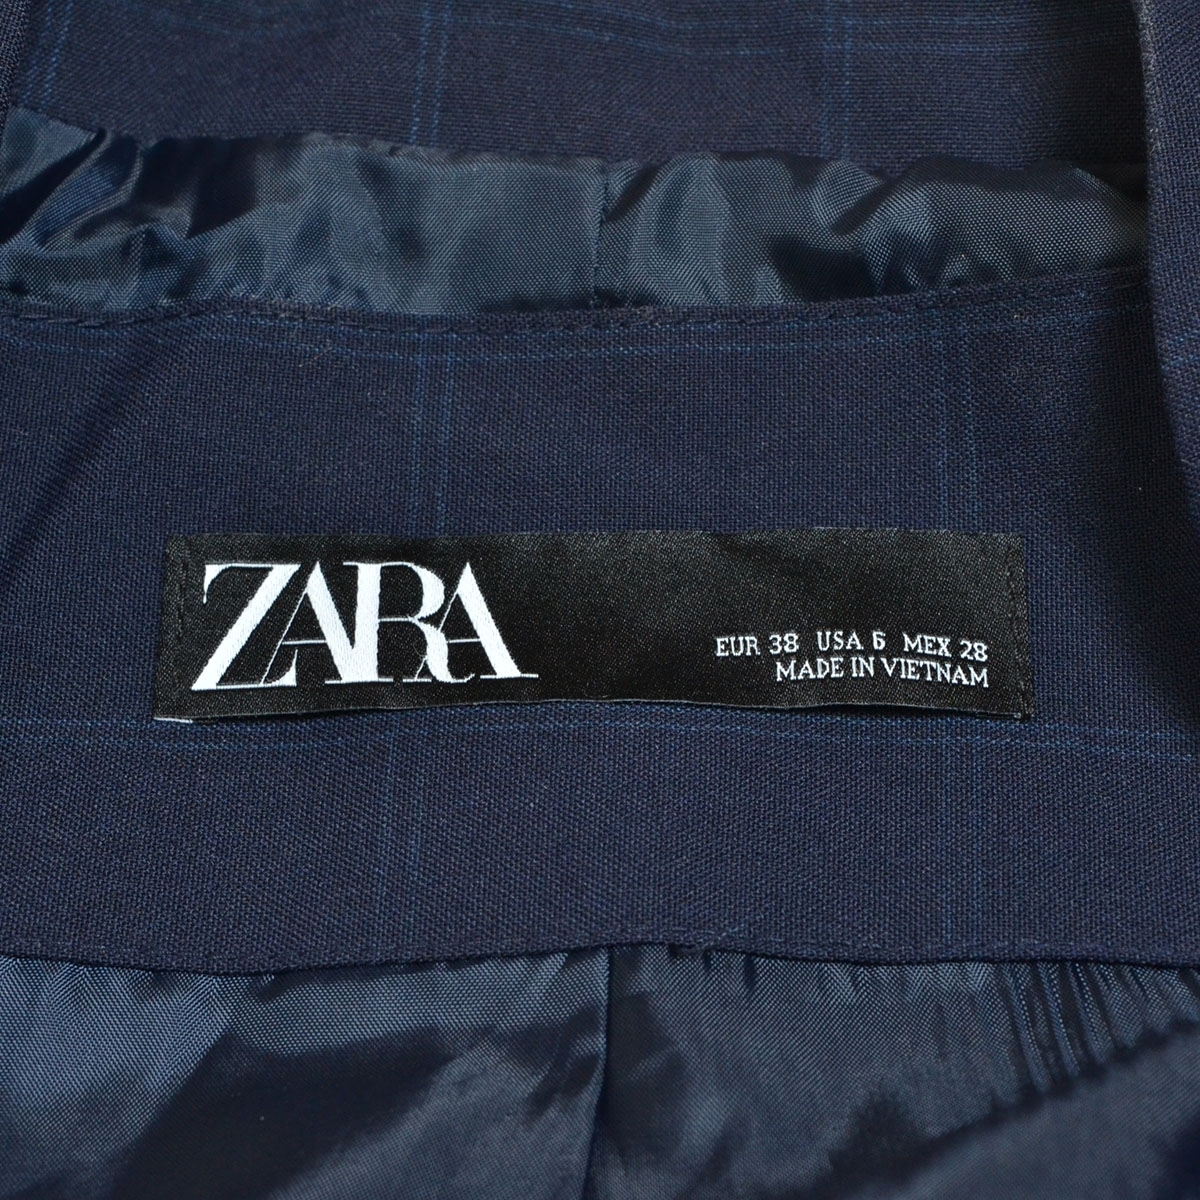 ZARA
EUR 38 USA 6 MEX 28
MADE IN VIETNAM